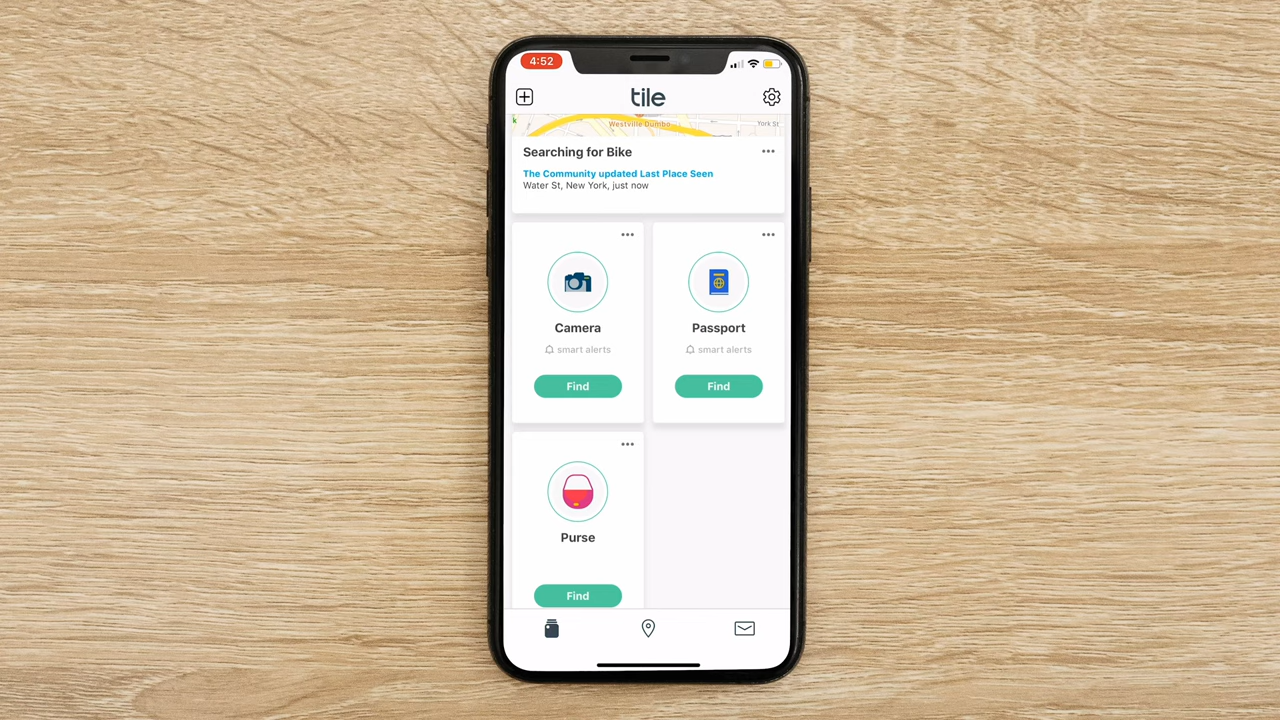 4:52
tile
Westville Dumbo
York St
Searching for Bike
The Community updated Last Place Seen
Water St, New York, just now
Camera
Passport
smart alerts
smart alerts
Find
Find
Purse
Find